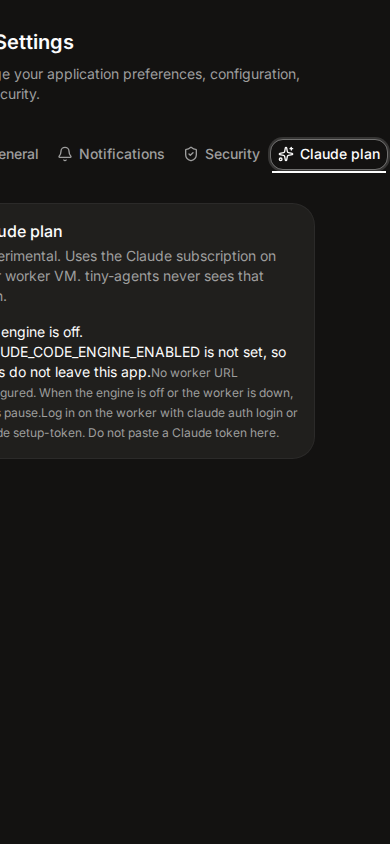 Settings
ge your application preferences, configuration,
curity.
eneral Notifications Security Claude plan
ude plan
erimental. Uses the Claude subscription on
r worker VM. tiny-agents never sees that
n.
engine is off.
UDE_CODE_ENGINE_ENABLED is not set, so
s do not leave this app.No worker URL
gured. When the engine is off or the worker is down,
s pause.Log in on the worker with claude auth login or
de setup-token. Do not paste a Claude token here.